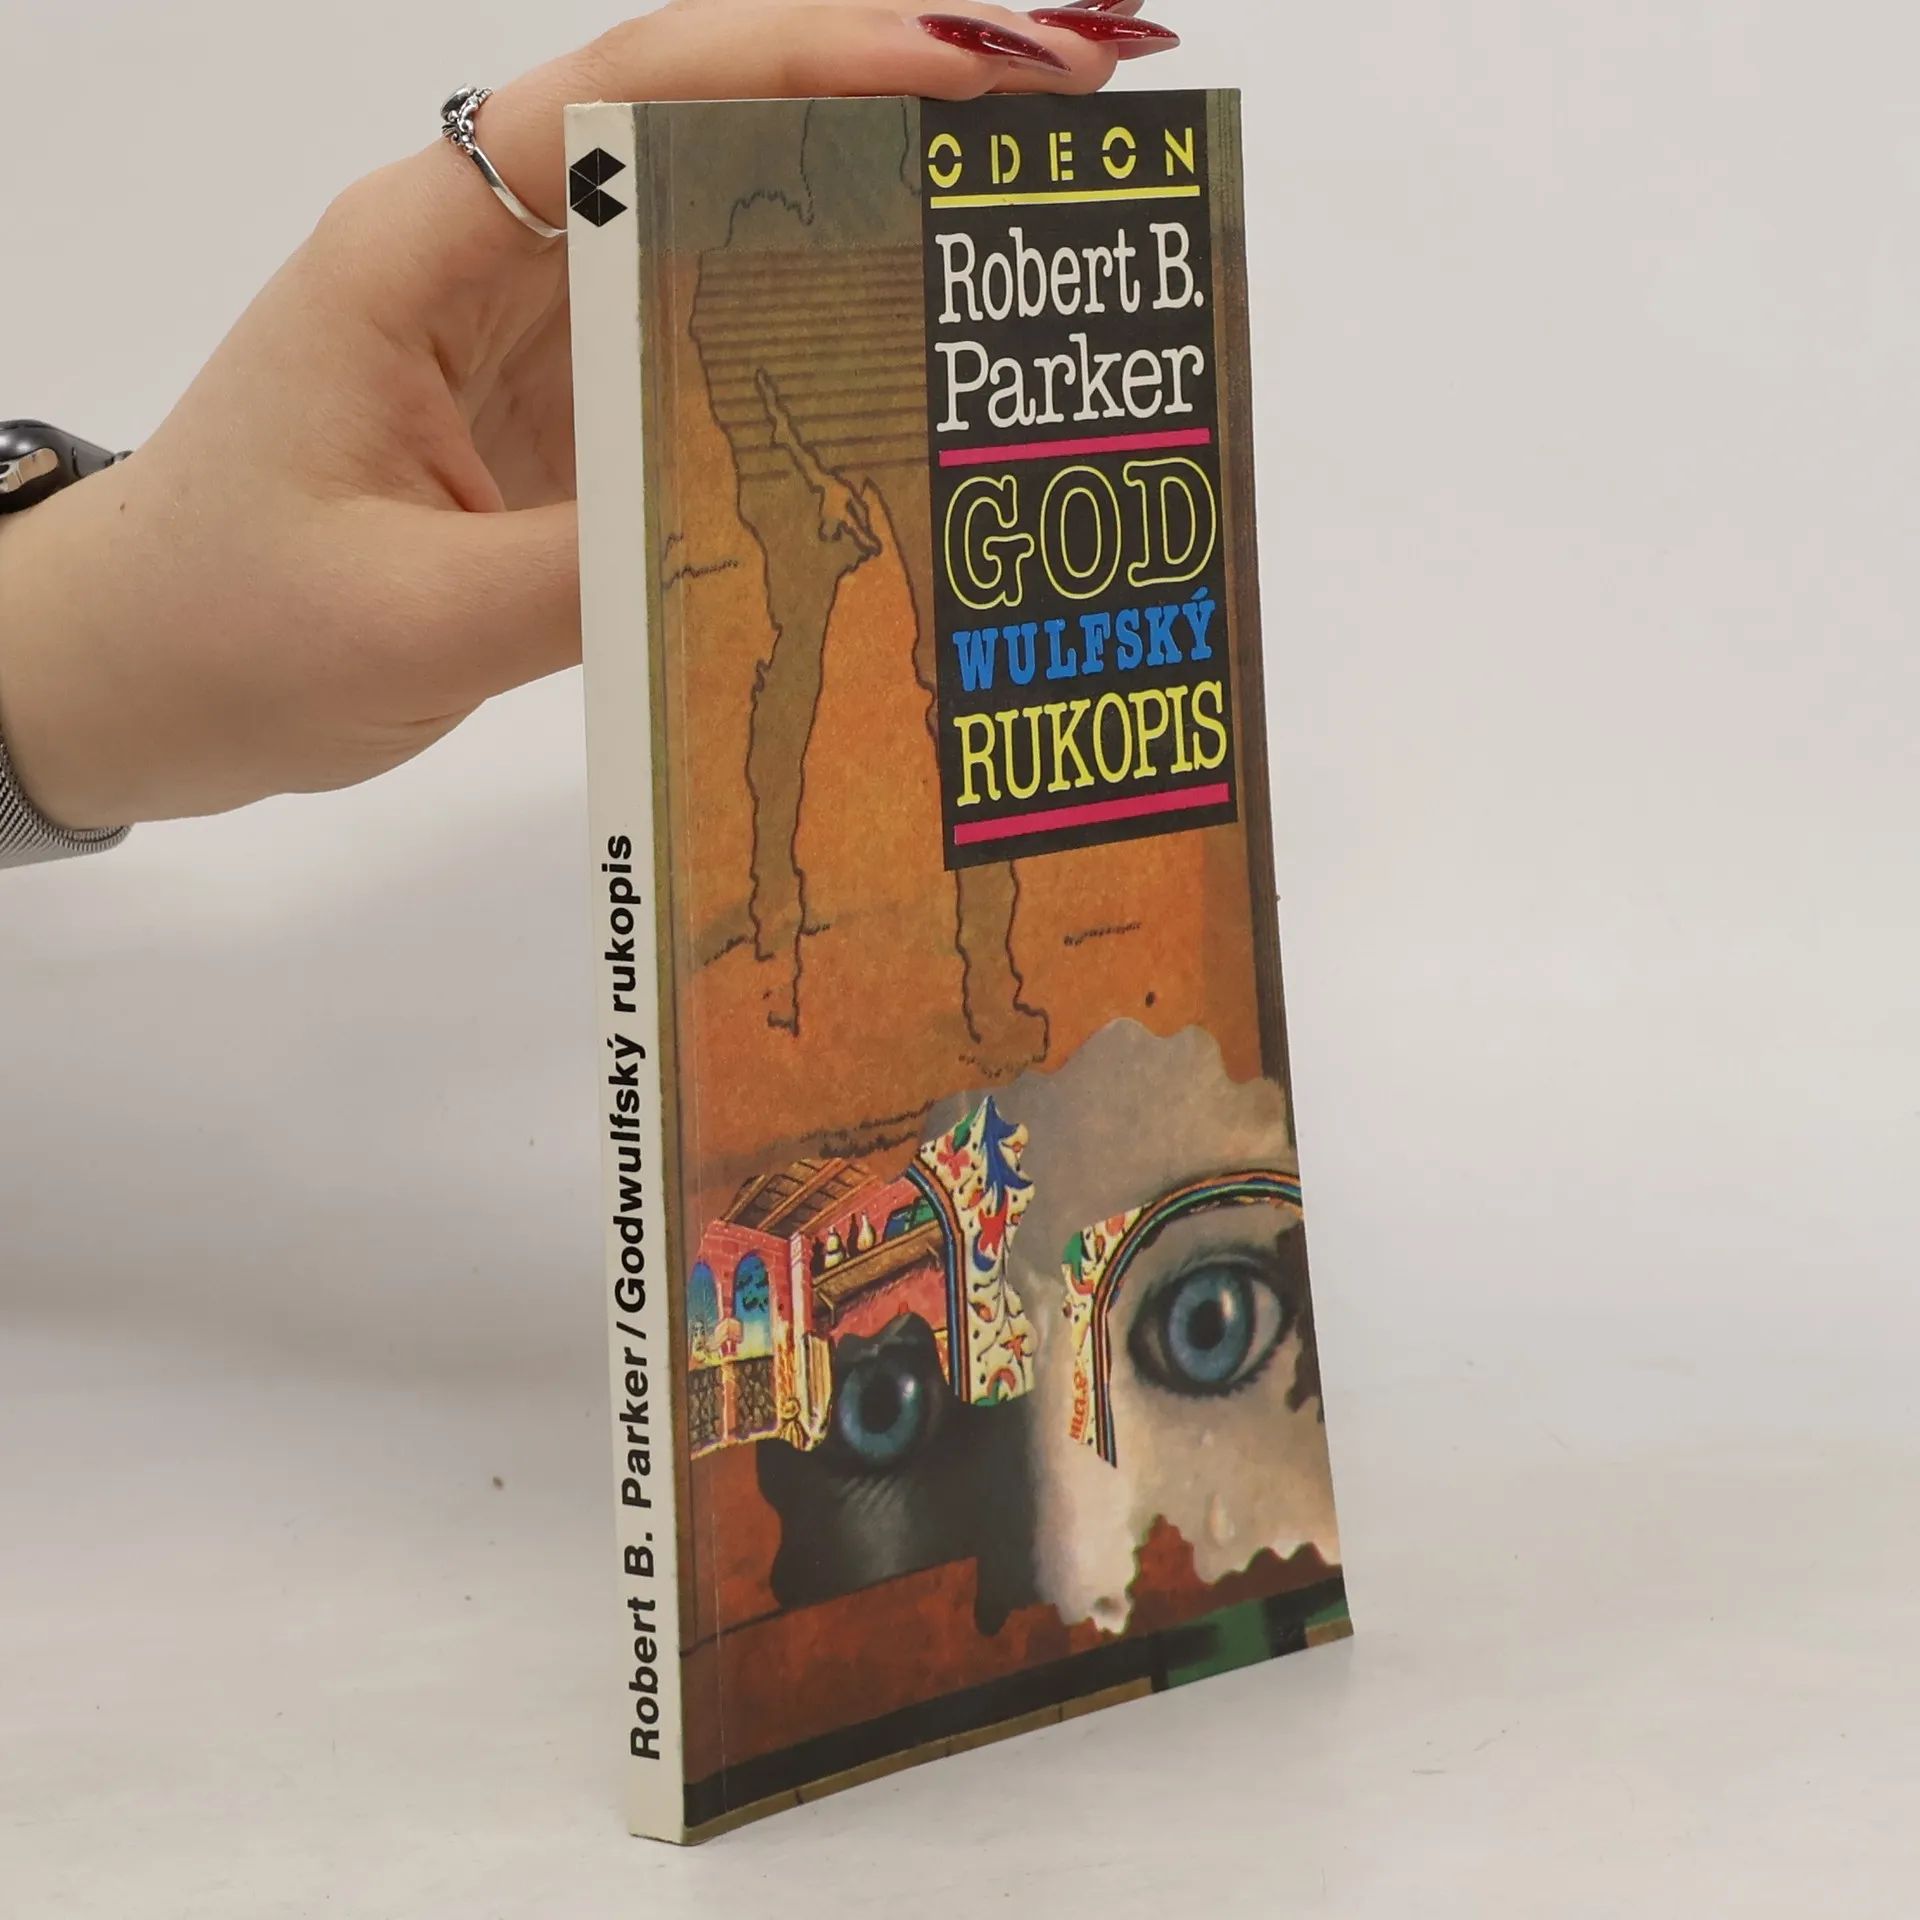 ODEON
Robert B.
Parker
GOD
WULFSKÝ
RUKOPIS
Robert B. Parker/Godwulfský rukopis